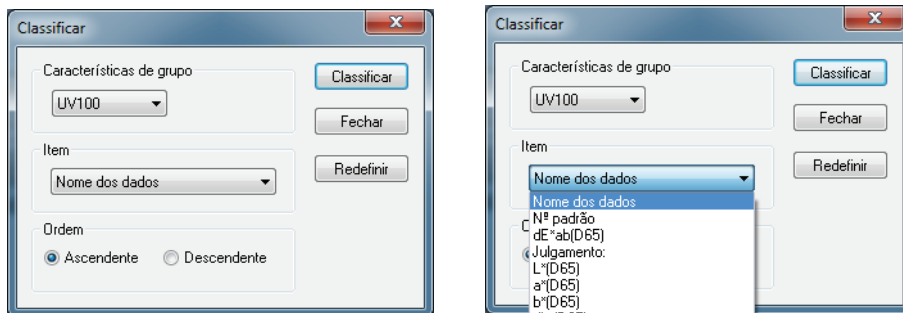 Classificar
Características de grupo
UV100
Classificar
Fechar
Item
Nome dos dados
Redefinir
Ordem
Ascendente
Descendente
Classificar
Características de grupo
UV100
Classificar
Fechar
Item
Nome dos dados
Redefinir
Nome dos dados
Nº padrão
dE*ab(D65)
Julgamento:
L*(D65)
a*(D65)
b*(D65)